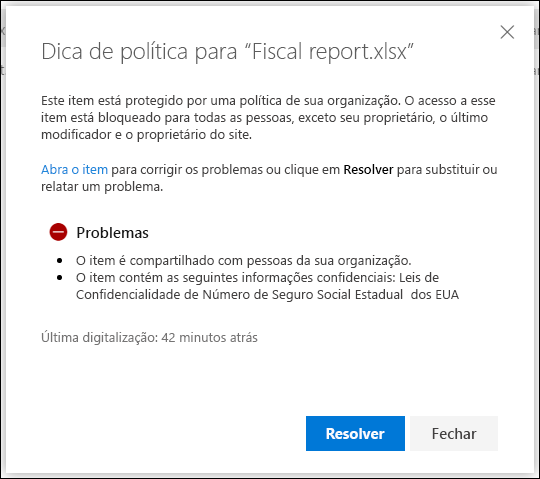 Dica de política para “Fiscal report.xlsx”
Este item está protegido por uma política de sua organização. O acesso a esse
item está bloqueado para todas as pessoas, exceto seu proprietário, o último
modificador e o proprietário do site.
Abra o item para corrigir os problemas ou clique em Resolver para substituir ou
relatar um problema.
Problemas
• O item é compartilhado com pessoas da sua organização.
• O item contém as seguintes informações confidenciais: Leis de
Confidencialidade de Número de Seguro Social Estadual dos EUA
Última digitalização: 42 minutos atrás
Resolver
Fechar